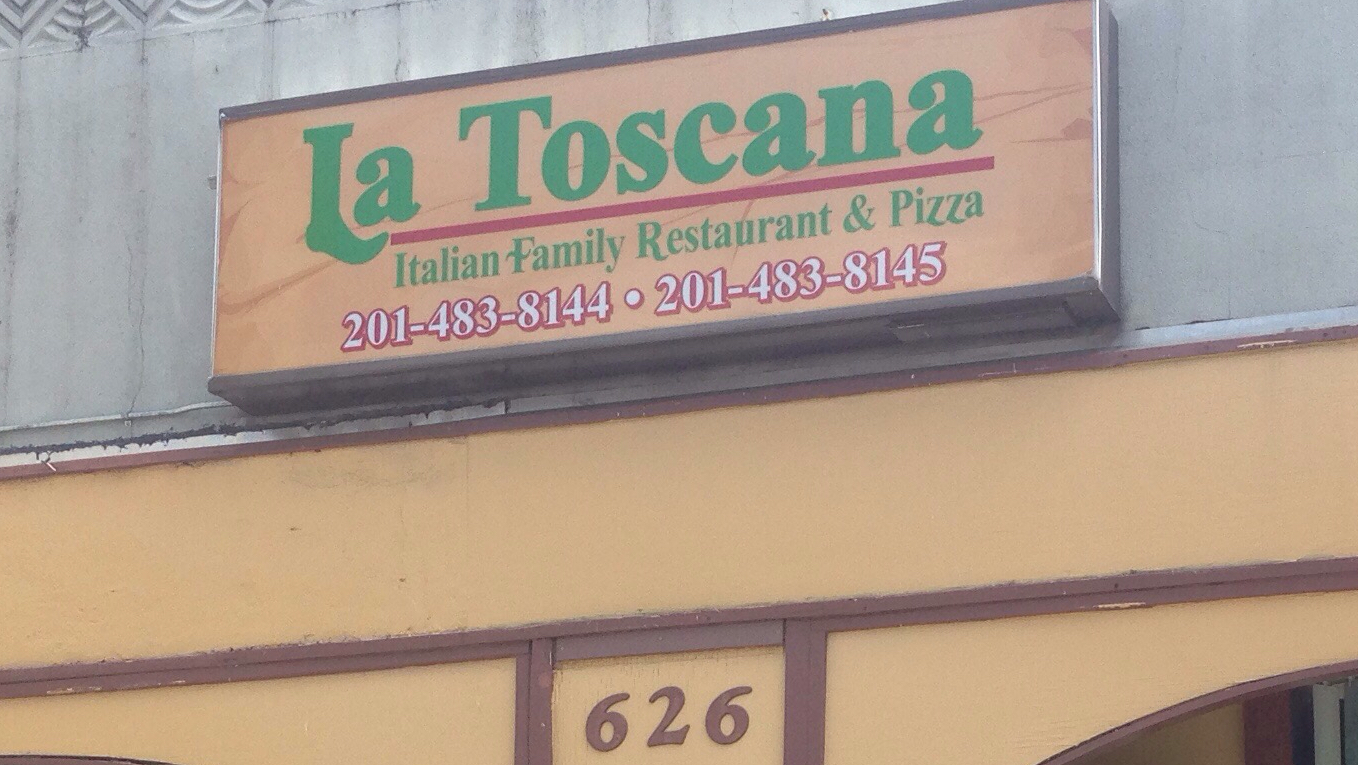 La Toscana
Italian Family Restaurant & Pizza
201-483-8144 • 201-483-8145
626